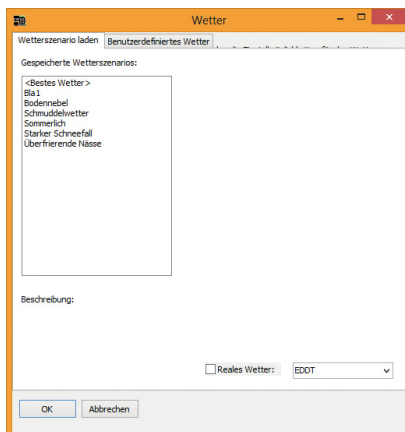 Wetter
Wetterszenario laden
Benutzerdefiniertes Wetter
Gespeicherte Wetterszenarios:
<Bestes Wetter>
Bla1
Bodennebel
Schmuddelwetter
Sommerlich
Starker Schneefall
Überfrierende Nässe
Beschreibung:
Reales Wetter:
EDDT
OK
Abbrechen